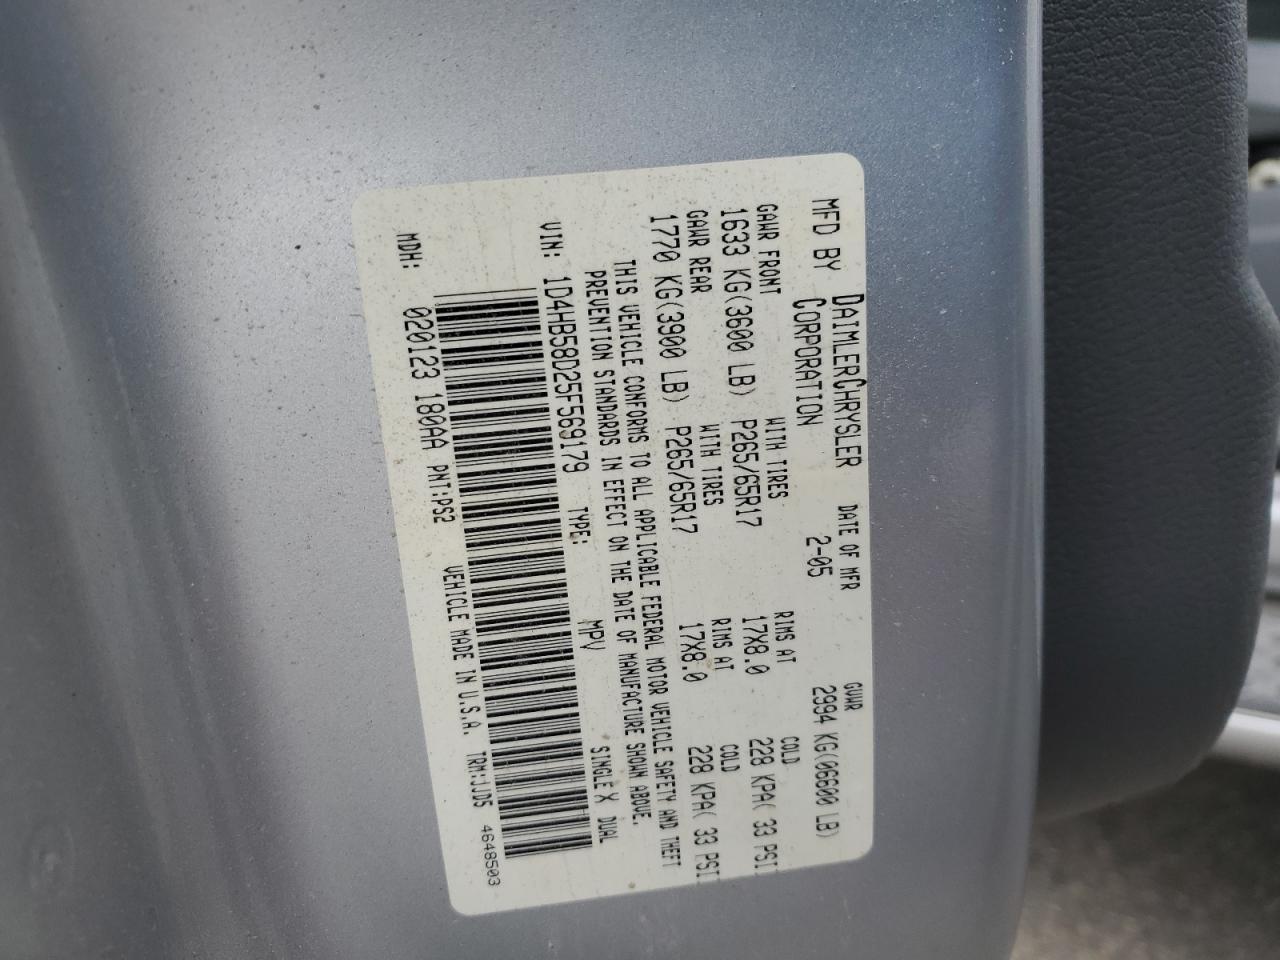 MFD BY DAIMLERCHRYSLER CORPORATION
DATE OF MFR 2-05
GVWR 2994 KG(06600 LB)
GAWR FRONT WITH TIRES RIMS AT COLD
1633 KG(3600 LB) P265/65R17 17X8.0 228 KPA( 33 PSI)
GAWR REAR WITH TIRES RIMS AT COLD
1770 KG(3900 LB) P265/65R17 17X8.0 228 KPA( 33 PSI)
THIS VEHICLE CONFORMS TO ALL APPLICABLE FEDERAL MOTOR VEHICLE SAFETY AND THEFT
PREVENTION STANDARDS IN EFFECT ON THE DATE OF MANUFACTURE SHOWN ABOVE.
VIN: 1D4HB58D25F569179 TYPE: MPV SINGLE X DUAL
MDH: 020123 180AA PNT:PS2 VEHICLE MADE IN U.S.A. TRM:JJD5 4648503